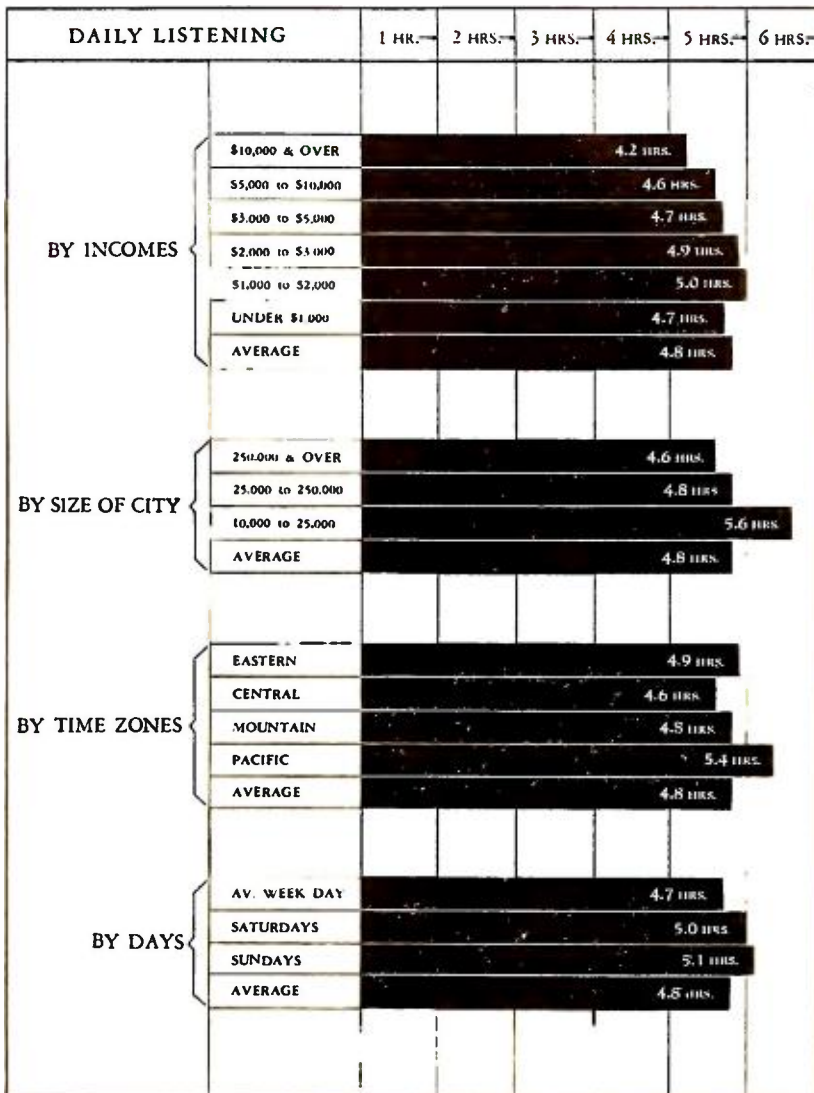 DAILY LISTENING 1 HR. 2 HRS. 3 HRS. 4 HRS. 5 HRS. 6 HRS.
BY INCOMES
$10,000 & OVER 4.2 HRS.
$5,000 to $10,000 4.6 HRS.
$3,000 to $5,000 4.7 HRS.
$2,000 to $3,000 4.9 HRS.
$1,000 to $2,000 5.0 HRS.
UNDER $1,000 4.7 HRS.
AVERAGE 4.8 HRS.
BY SIZE OF CITY
250,000 & OVER 4.6 HRS.
25,000 to 250,000 4.8 HRS
10,000 to 25,000 5.6 HRS.
AVERAGE 4.8 HRS.
BY TIME ZONES
EASTERN 4.9 HRS.
CENTRAL 4.6 HRS.
MOUNTAIN 4.8 HRS.
PACIFIC 5.4 HRS.
AVERAGE 4.8 HRS.
BY DAYS
AV. WEEK DAY 4.7 HRS.
SATURDAYS 5.0 HRS.
SUNDAYS 5.1 HRS.
AVERAGE 4.8 HRS.